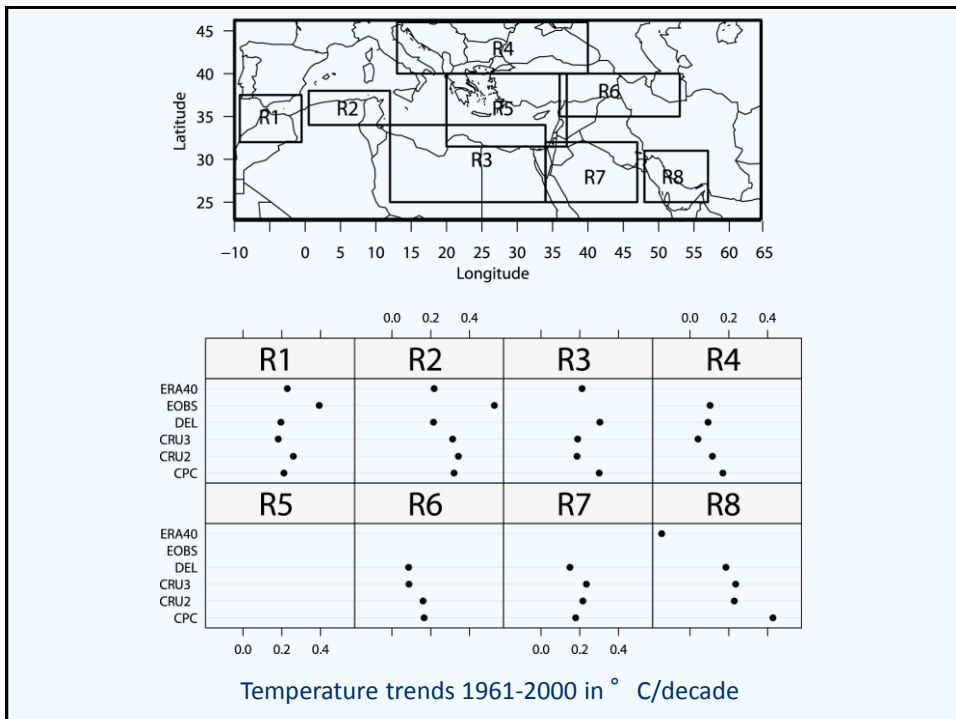 45
R4
40
R6
R1
R2
R5
35
Latitude
R3
30
R7
R8
25
−10 0 5 10 15 20 25 30 35 40 45 50 55 60 65
Longitude
0.0 0.2 0.4 0.0 0.2 0.4
R1 R2 R3 R4
ERA40
EOBS
DEL
CRU3
CRU2
CPC
R5 R6 R7 R8
ERA40
EOBS
DEL
CRU3
CRU2
CPC
0.0 0.2 0.4 0.0 0.2 0.4
Temperature trends 1961-2000 in ° C/decade